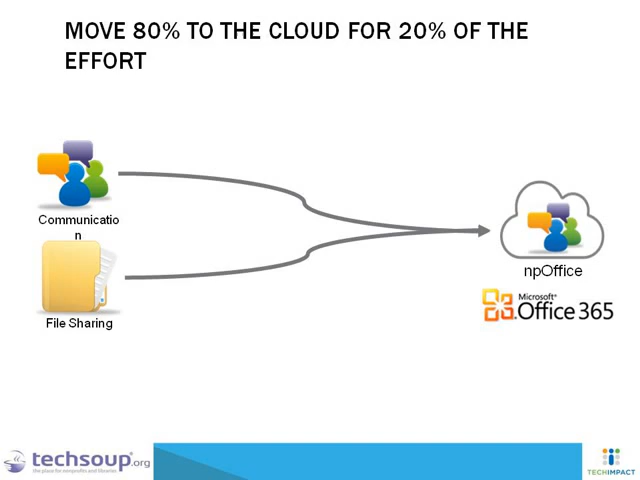 MOVE 80% TO THE CLOUD FOR 20% OF THE
EFFORT
Communicatio
n
File Sharing
npOffice
Microsoft®
Office 365
techsoup.org
the place for nonprofits and libraries
TECHIMPACT